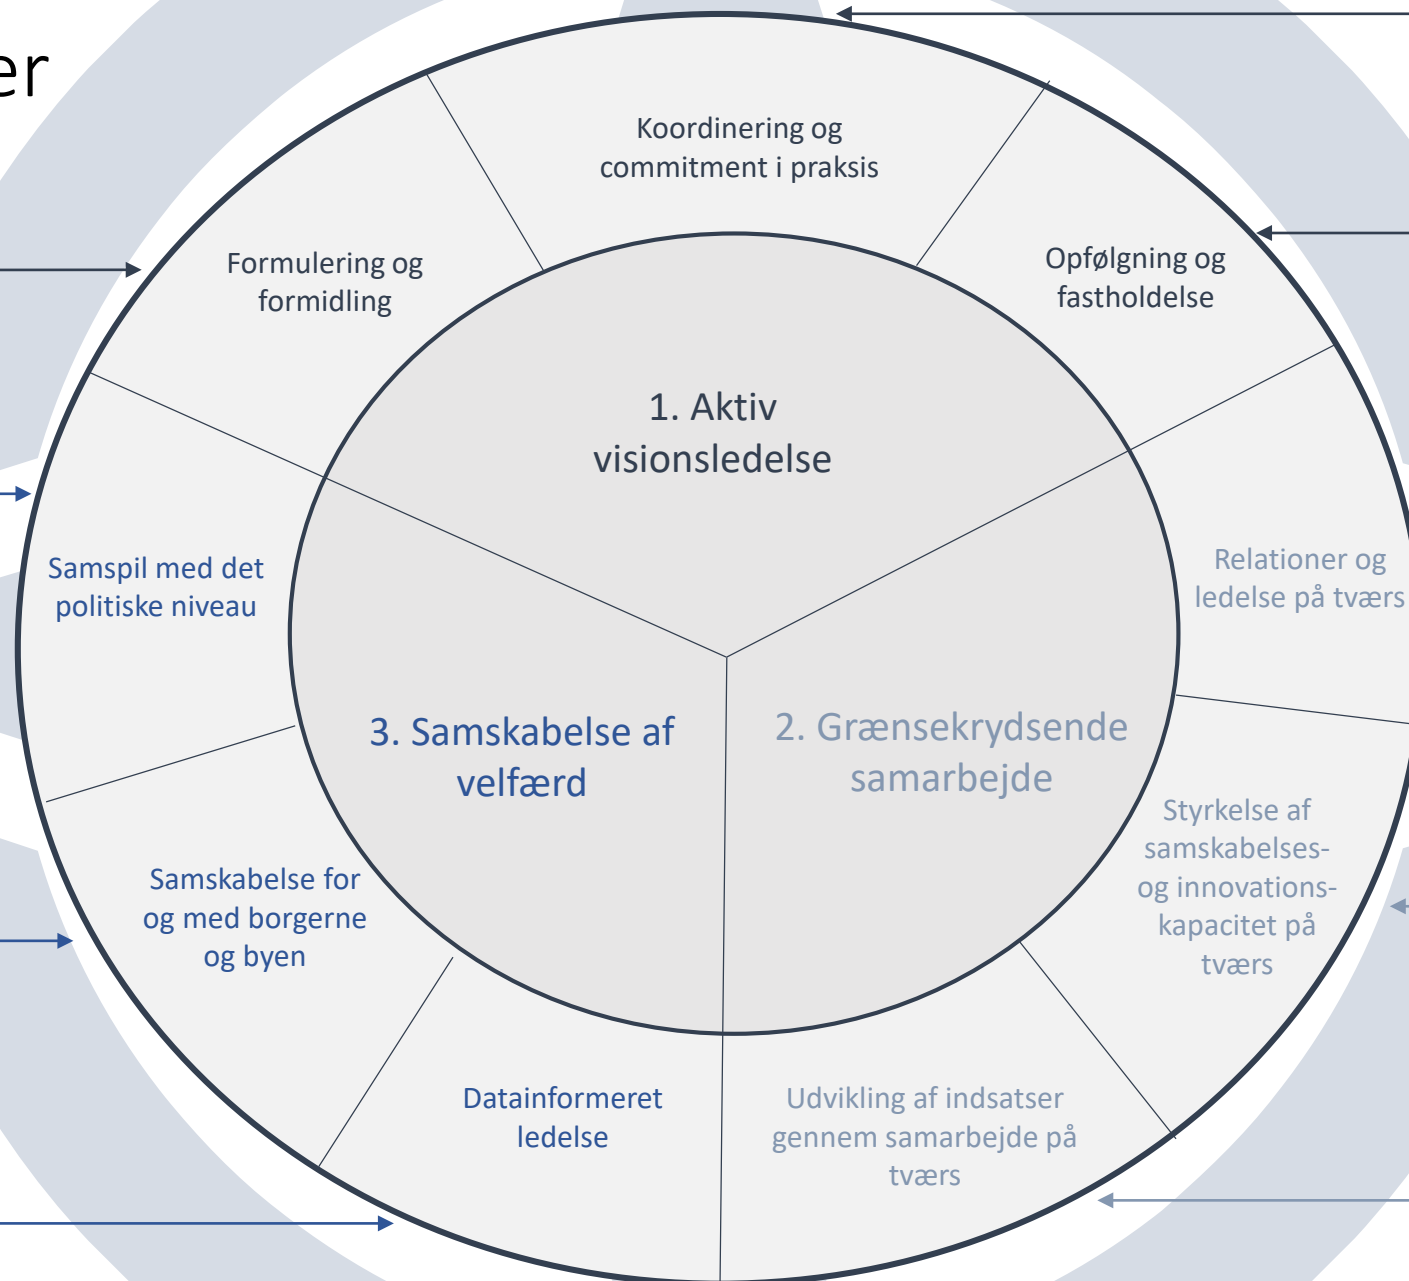 er
Koordinering og
commitment i praksis
Formulering og
formidling
Opfølgning og
fastholdelse
1. Aktiv
visionsledelse
Samspil med det
politiske niveau
Relationer og
ledelse på tværs
3. Samskabelse af
velfærd
2. Grænsekrydsende
samarbejde
Samskabelse for
og med borgerne
og byen
Styrkelse af
samskabelses-
og innovations-
kapacitet på
tværs
Datainformeret
ledelse
Udvikling af indsatser
gennem samarbejde på
tværs